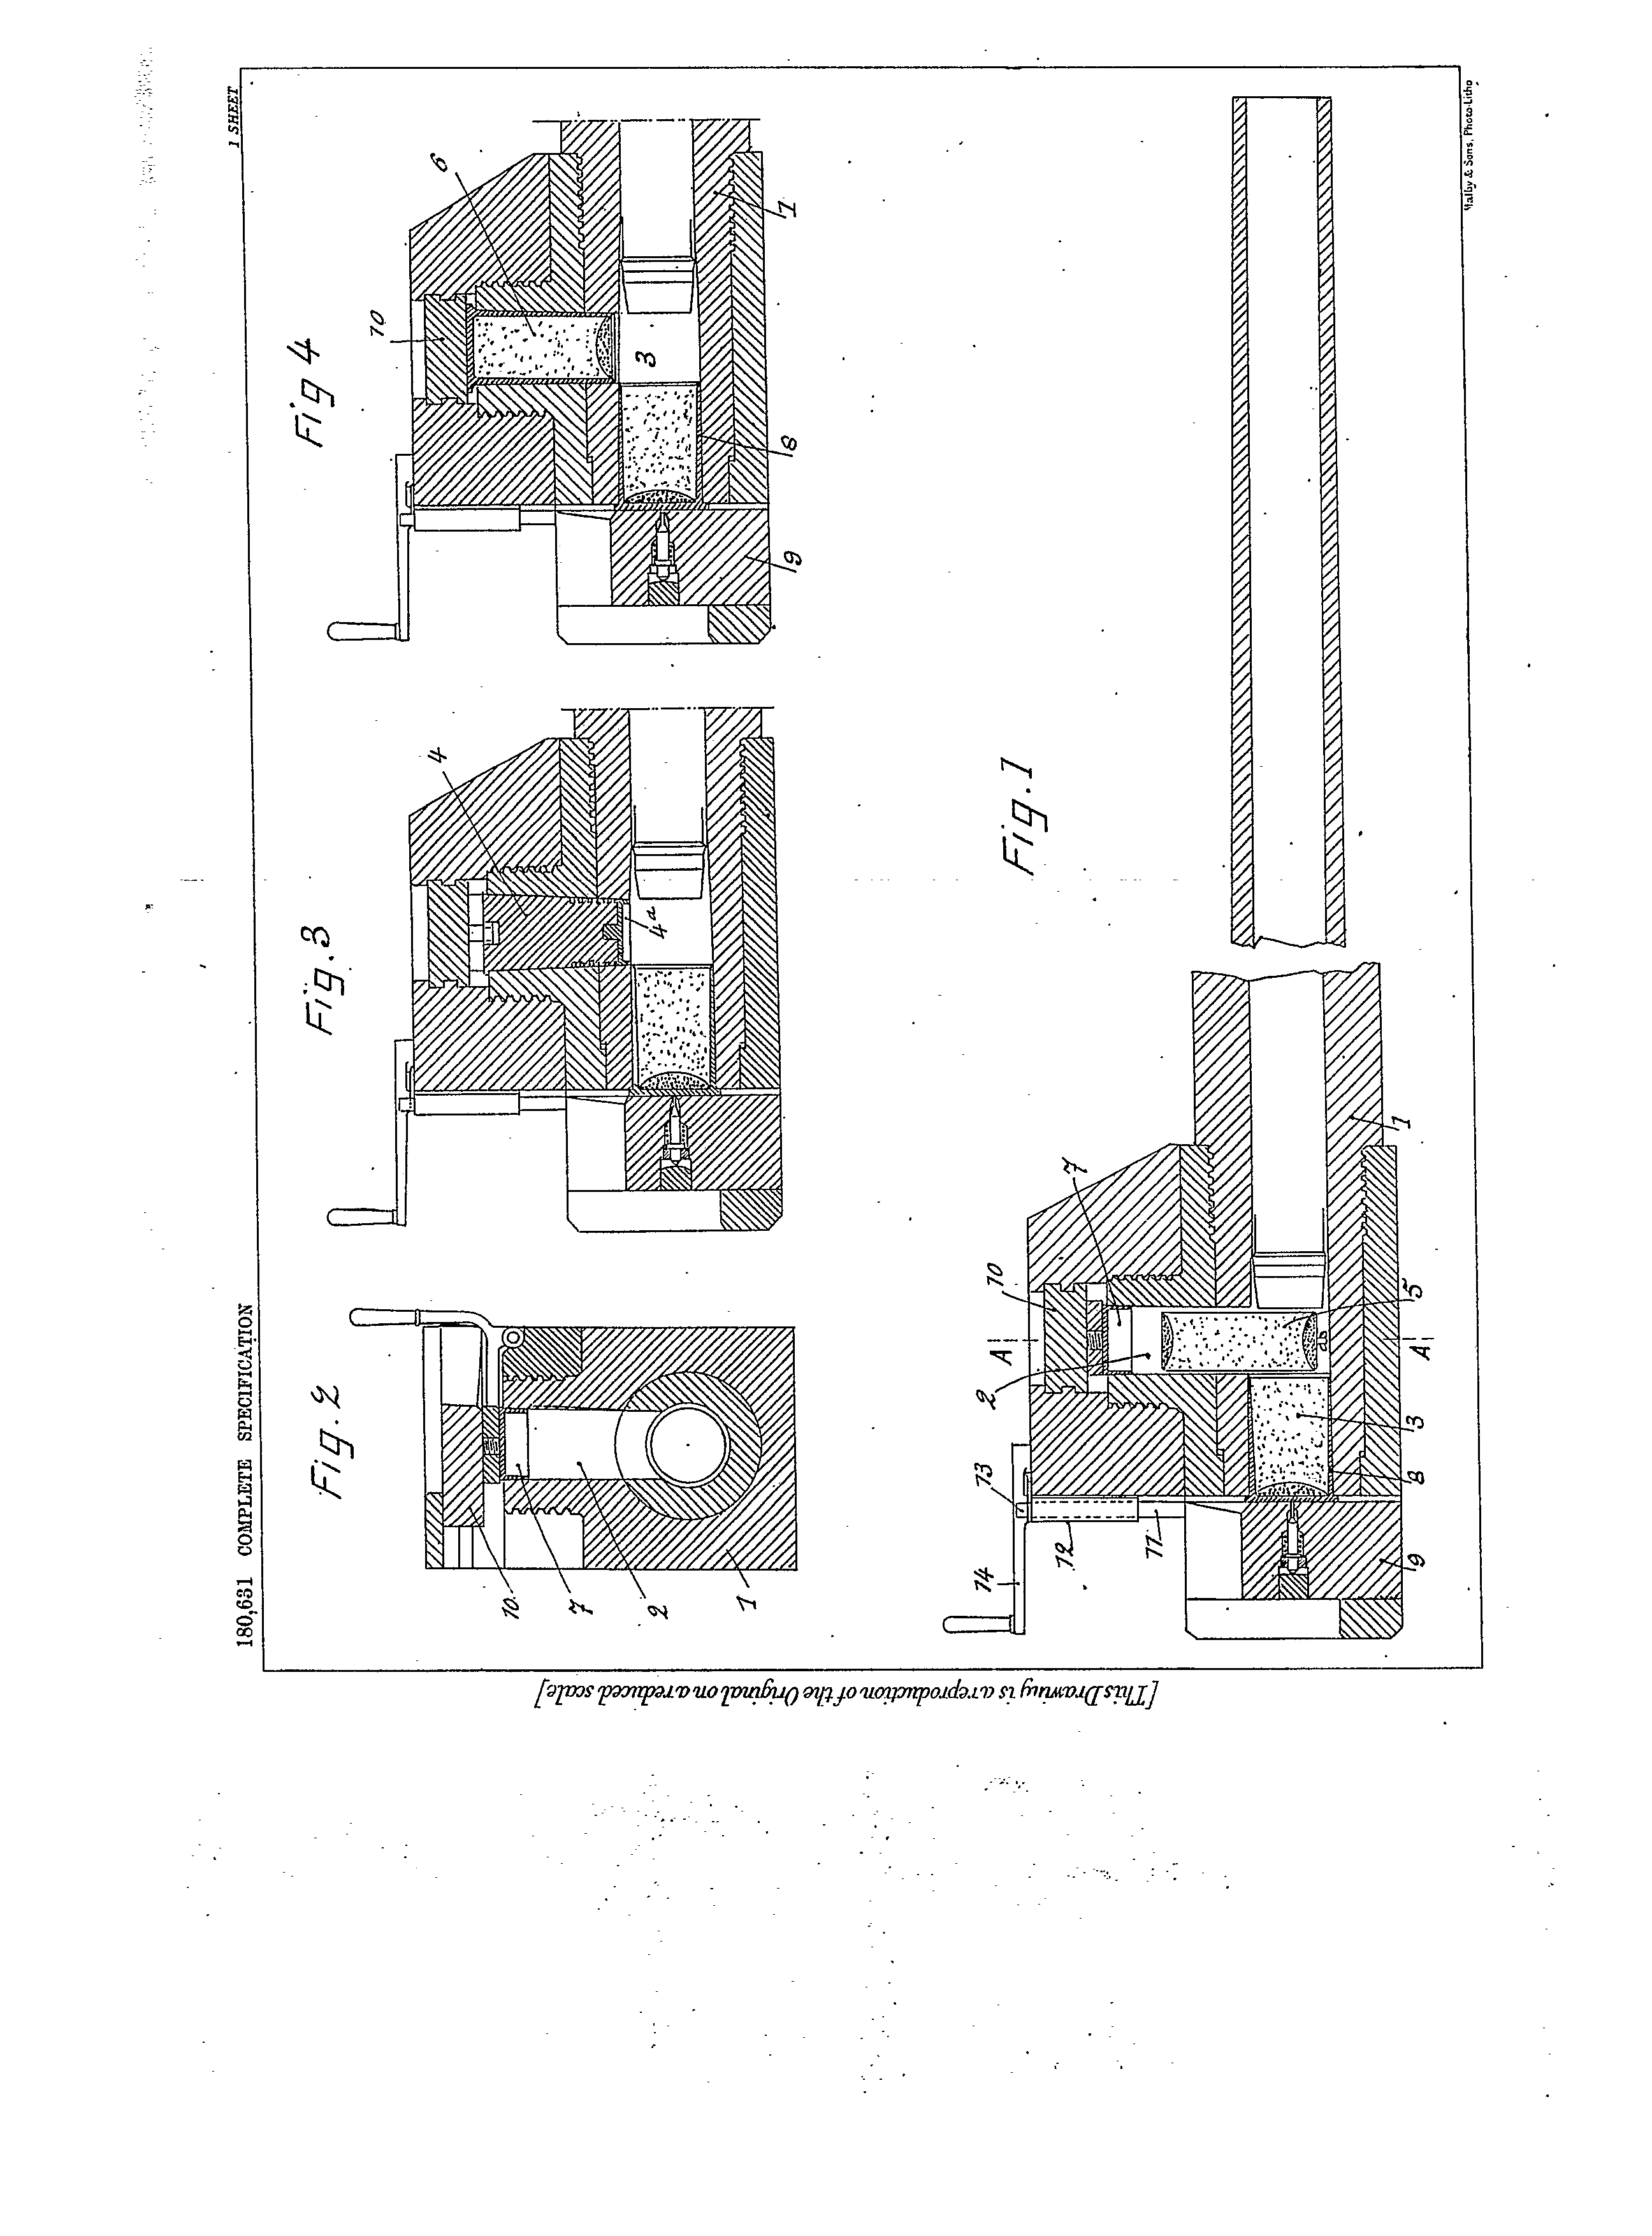 180,631 COMPLETE SPECIFICATION
1 SHEET
Fig. 2
10
7
2
1
Fig. 3
4
4a
Fig 4
10
6
3
1
8
9
Fig. 1
14
13
12
11
2
10
7
A
A
5
3
8
9
1
[This Drawing is a reproduction of the Original on a reduced scale]
Malby & Sons, Photo-Litho